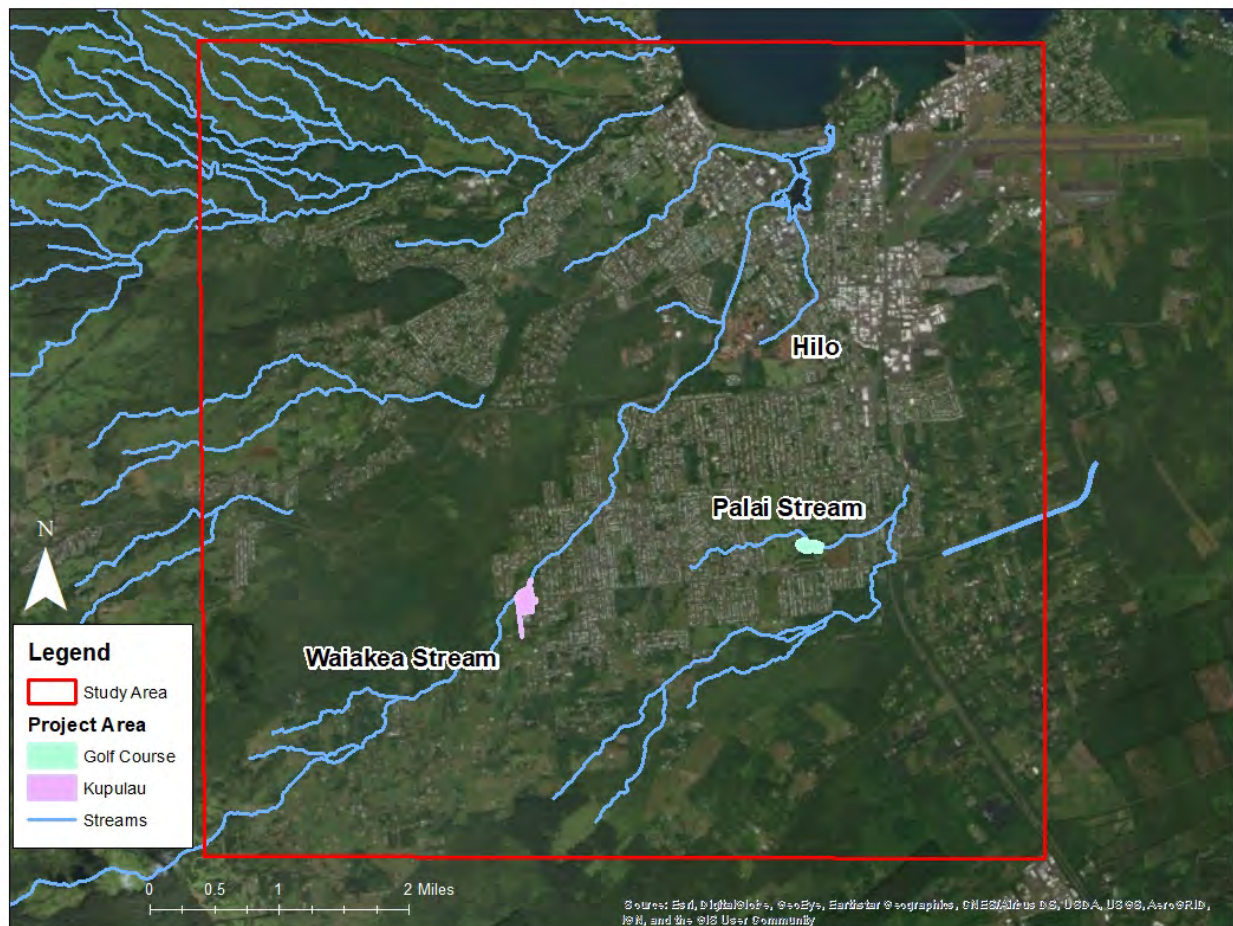 Hilo
Palai Stream
Waiakea Stream
N
Legend
Study Area
Project Area
Golf Course
Kupulau
Streams
0 0.5 1 2 Miles
Source: Esri, DigitalGlobe, GeoEye, Earthstar Geographics, CNES/Airbus DS, USDA, USGS, AeroGRID,
IGN, and the GIS User Community